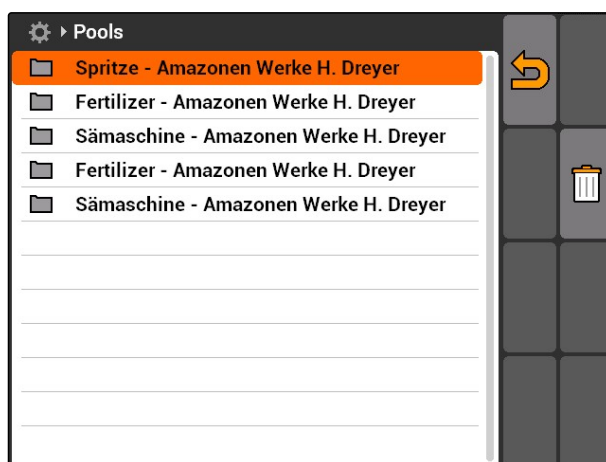 Pools
Spritze - Amazonen Werke H. Dreyer
Fertilizer - Amazonen Werke H. Dreyer
Sämaschine - Amazonen Werke H. Dreyer
Fertilizer - Amazonen Werke H. Dreyer
Sämaschine - Amazonen Werke H. Dreyer